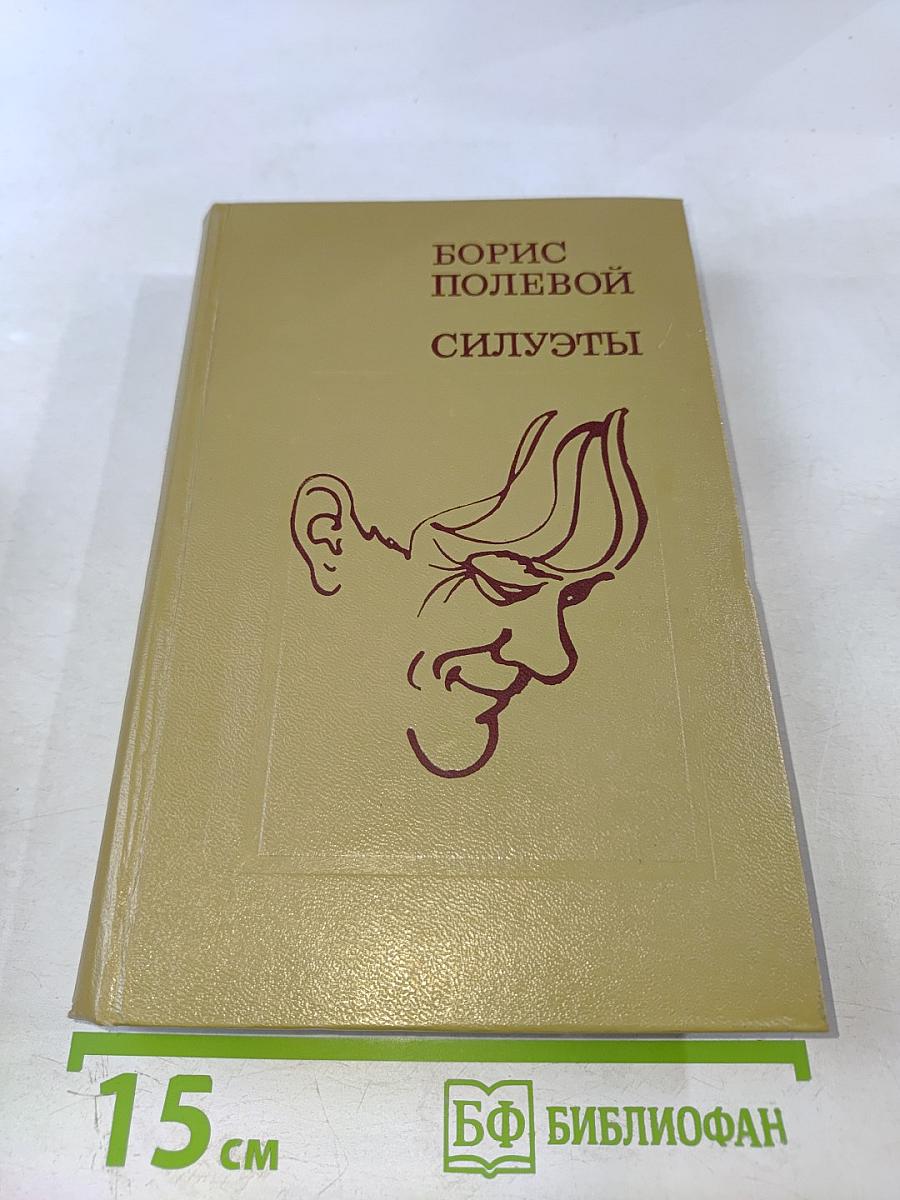 БОРИС
ПОЛЕВОЙ
СИЛУЭТЫ
15 см
БФ БИБЛИОФАН